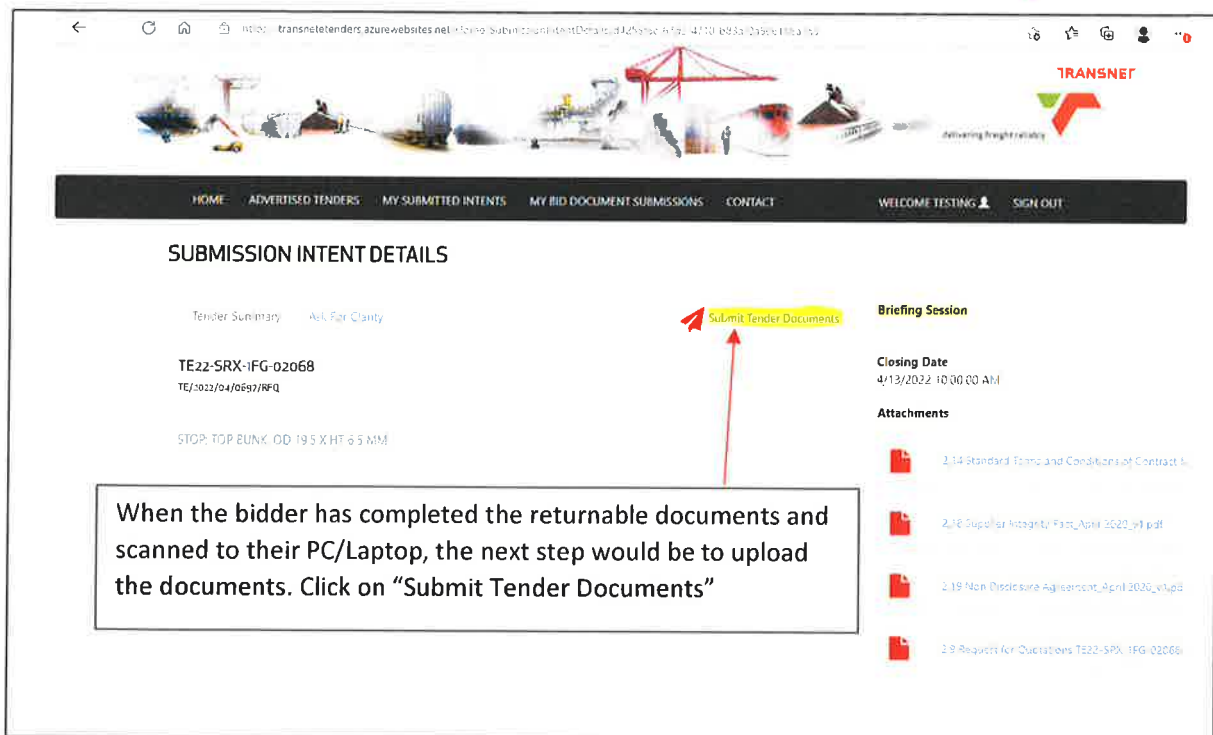 transnetetenders.azurewebsites.net
TRANSNET
delivering freight reliably
HOME ADVERTISED TENDERS MY SUBMITTED INTENTS MY BID DOCUMENT SUBMISSIONS CONTACT WELCOME TESTING SIGN OUT
SUBMISSION INTENT DETAILS
Tender Summary Ask For Clarity
Submit Tender Documents
TE22-SRX-1FG-02068
TE/2022/04/0697/RFQ
STOP: TOP BUNK, OD 19.5 X HT 6.5 MM
When the bidder has completed the returnable documents and
scanned to their PC/Laptop, the next step would be to upload
the documents. Click on “Submit Tender Documents”
Briefing Session
Closing Date
4/13/2022 10:00:00 AM
Attachments
2.14 Standard Terms and Conditions of Contract
2.18 Supplier Integrity Pact_April 2020_v1.pdf
2.19 Non Disclosure Agreement_April 2020_v1.pd
2.9 Request for Quotations TE22-SRX-1FG-02068